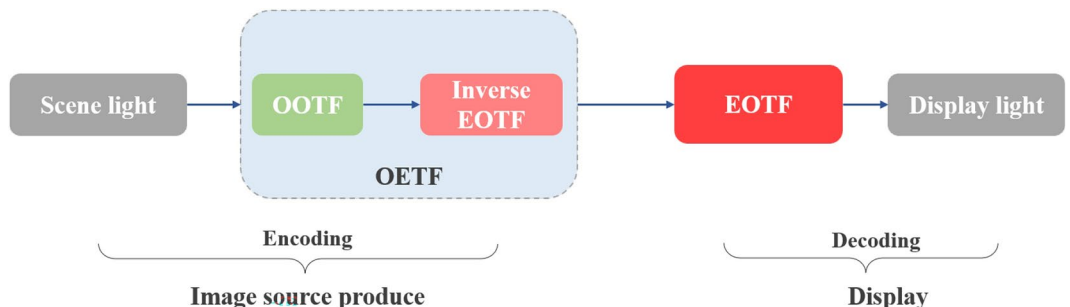 Scene light
OOTF
Inverse
EOTF
OETF
EOTF
Display light
Encoding
Decoding
Image source produce
Display